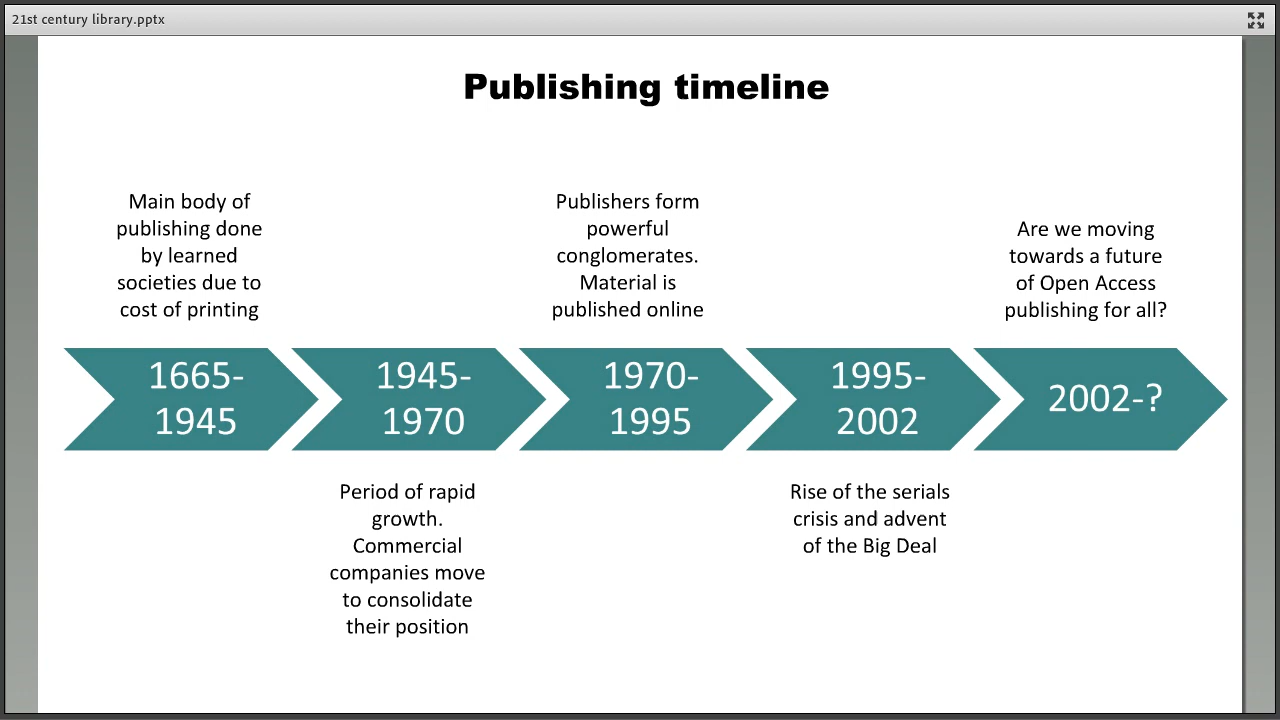 21st century library.pptx
Publishing timeline
Main body of
publishing done
by learned
societies due to
cost of printing
Publishers form
powerful
conglomerates.
Material is
published online
Are we moving
towards a future
of Open Access
publishing for all?
1665-
1945
1945-
1970
1970-
1995
1995-
2002
2002-?
Period of rapid
growth.
Commercial
companies move
to consolidate
their position
Rise of the serials
crisis and advent
of the Big Deal